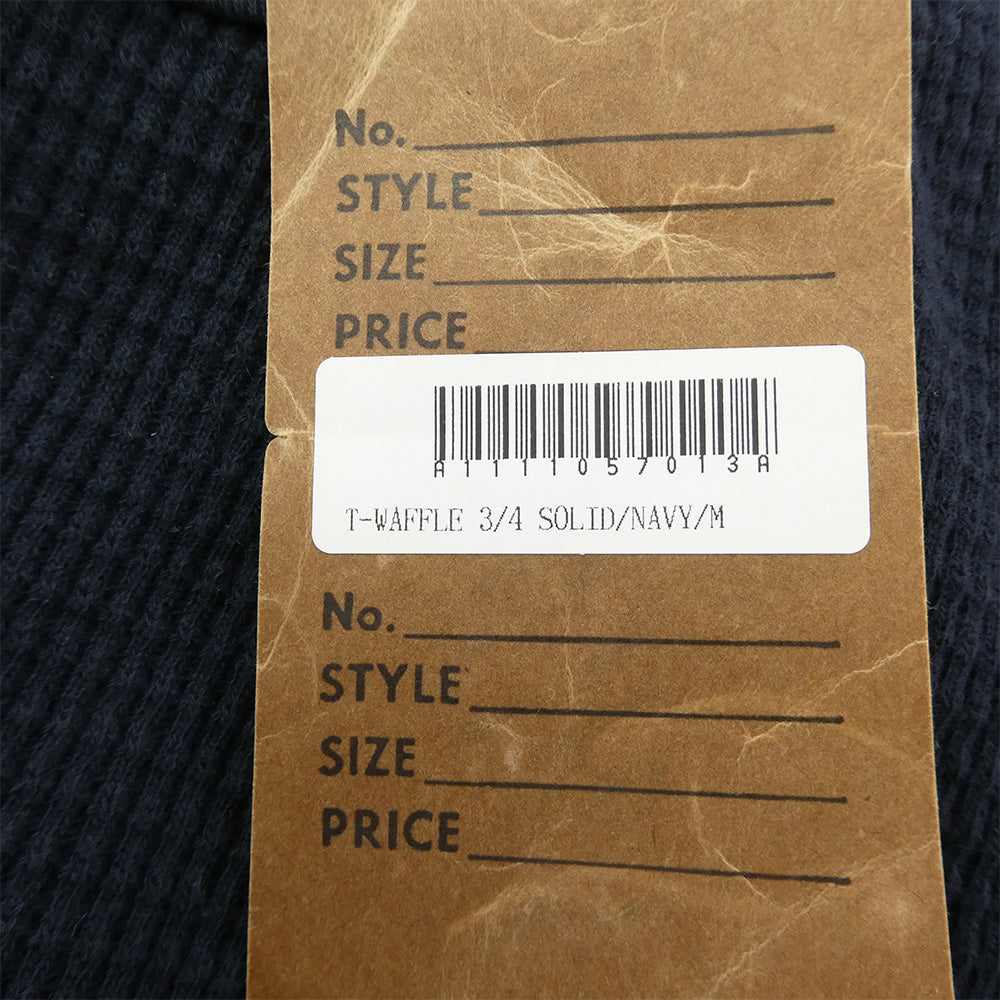 No.
STYLE
SIZE
PRICE
A1111057013A
T-WAFFLE 3/4 SOLID/NAVY/M
No.
STYLE
SIZE
PRICE